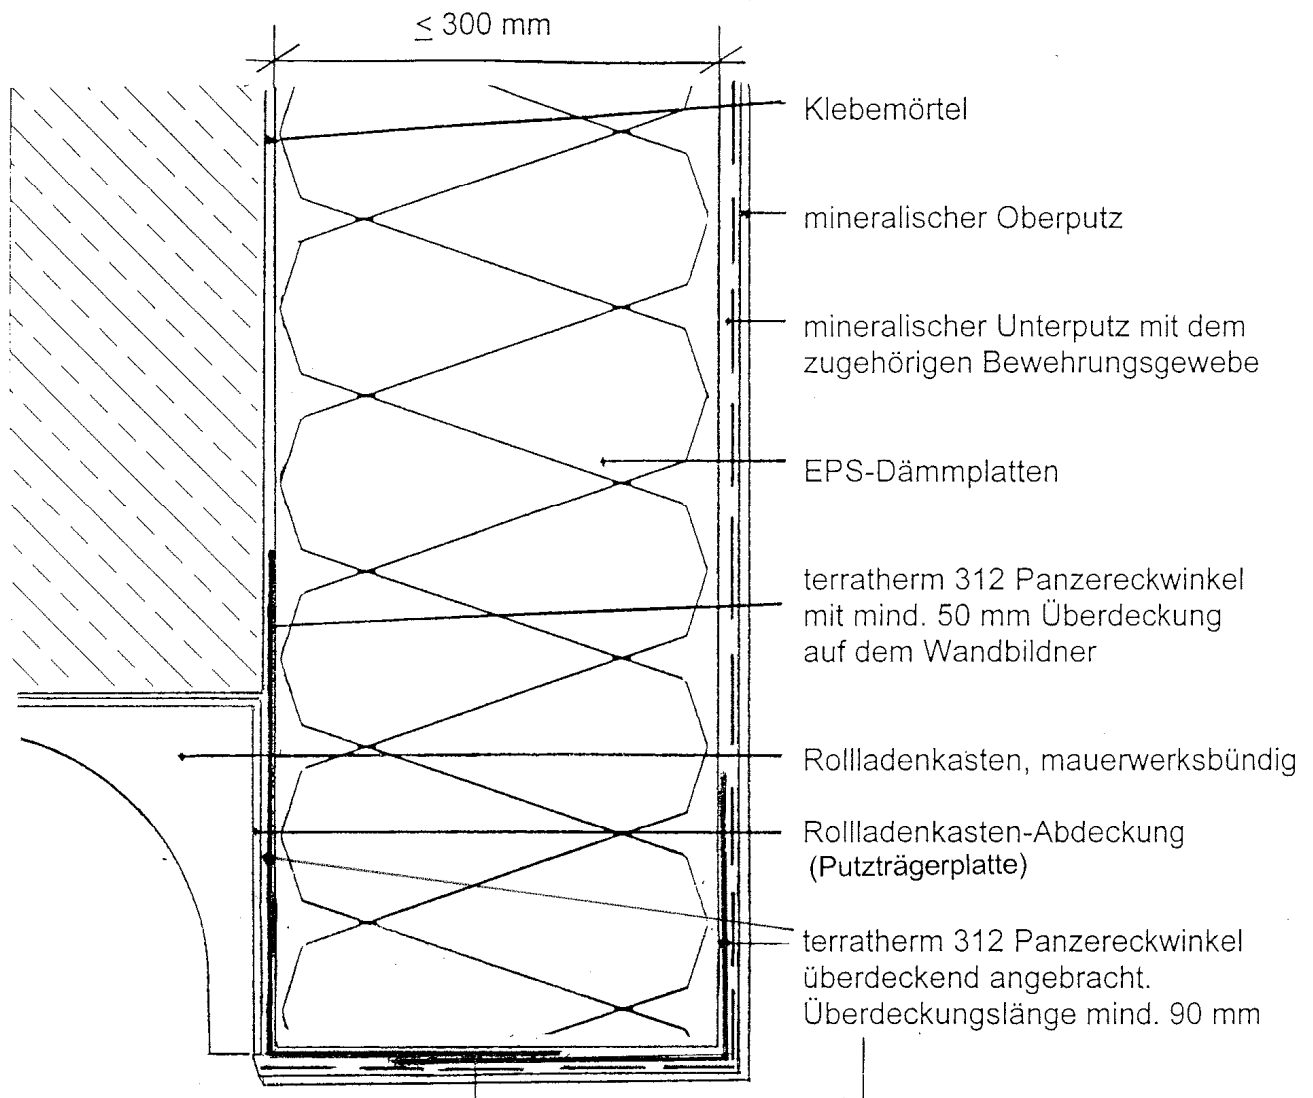 ≤ 300 mm
Klebemörtel
mineralischer Oberputz
mineralischer Unterputz mit dem
zugehörigen Bewehrungsgewebe
EPS-Dämmplatten
terratherm 312 Panzereckwinkel
mit mind. 50 mm Überdeckung
auf dem Wandbildner
Rollladenkasten, mauerwerksbündig
Rollladenkasten-Abdeckung
(Putzträgerplatte)
terratherm 312 Panzereckwinkel
überdeckend angebracht.
Überdeckungslänge mind. 90 mm